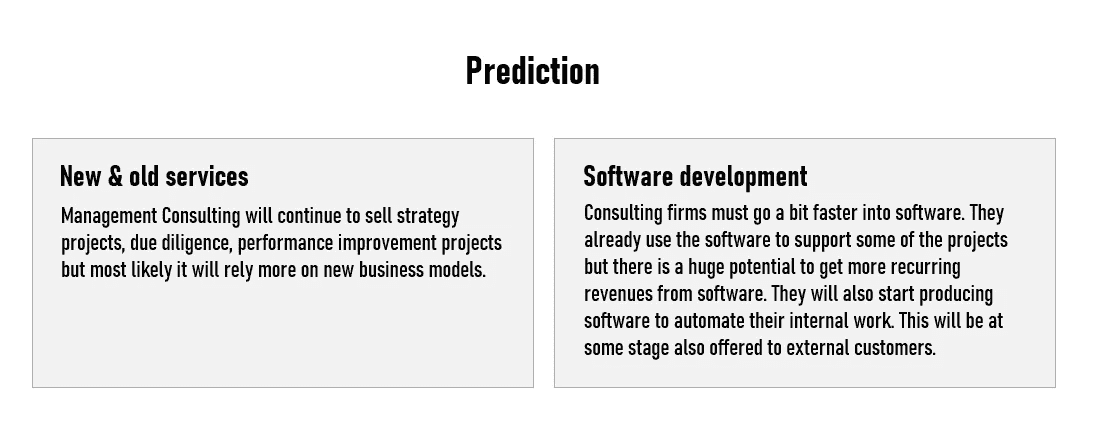 Prediction
New & old services
Management Consulting will continue to sell strategy
projects, due diligence, performance improvement projects
but most likely it will rely more on new business models.
Software development
Consulting firms must go a bit faster into software. They
already use the software to support some of the projects
but there is a huge potential to get more recurring
revenues from software. They will also start producing
software to automate their internal work. This will be at
some stage also offered to external customers.